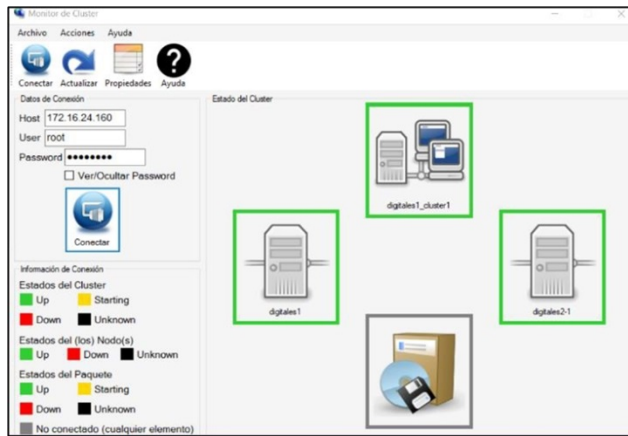 Monitor de Cluster
Archivo Acciones Ayuda
Conectar Actualizar Propiedades Ayuda
Datos de Conexión
Host 172.16.24.160
User root
Password ●●●●●●●●
Ver/Ocultar Password
Conectar
Información de Conexión
Estados del Cluster
Up Starting
Down Unknown
Estados del (los) Nodo(s)
Up Down Unknown
Estados del Paquete
Up Starting
Down Unknown
No conectado (cualquier elemento)
Estado del Cluster
digitales1_cluster1
digitales1
digitales2-1